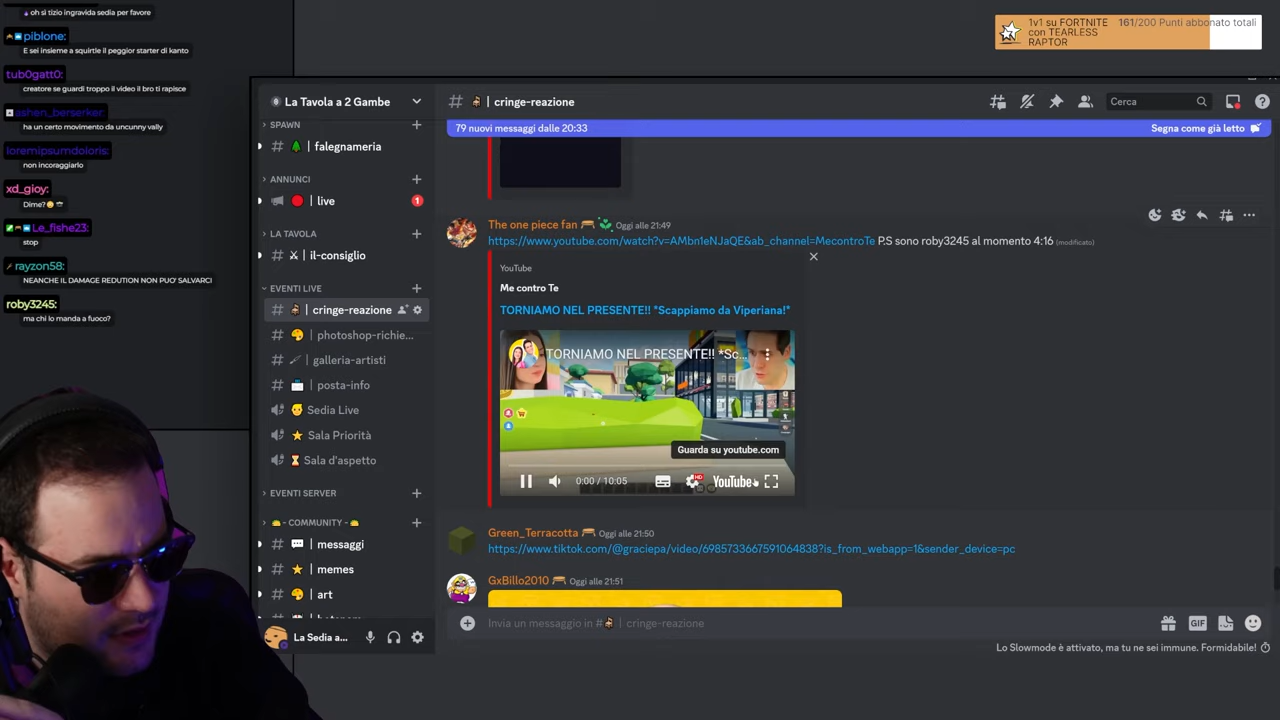 oh si tizio ingravida sedia per favore
piblone:
E sei insieme a squirtle il peggior starter di kanto
tub0gatt0:
creatore se guardi troppo il video il bro ti rapisce
ashen_berserker:
ha un certo movimento da uncunny vally
loremipsumdoloris:
non incoraggiarlo
xd_gioy:
Dime?
Le_fishe23:
stop
rayzon58:
NEANCHE IL DAMAGE REDUTION NON PUO' SALVARCI
roby3245:
ma chi lo manda a fuoco?
1v1 su FORTNITE con TEARLESS RAPTOR
161/200 Punti abbonato totali
La Tavola a 2 Gambe
SPAWN
# | falegnameria
ANNUNCI
| live 1
LA TAVOLA
# | il-consiglio
EVENTI LIVE
# | cringe-reazione
# | photoshop-richie...
# | galleria-artisti
# | posta-info
Sedia Live
Sala Priorità
Sala d'aspetto
EVENTI SERVER
- COMMUNITY -
# | messaggi
# | memes
# | art
La Sedia a...
# | cringe-reazione
Cerca
79 nuovi messaggi dalle 20:33
Segna come già letto
The one piece fan Oggi alle 21:49
https://www.youtube.com/watch?v=AMbn1eNJaQE&ab_channel=MecontroTe P.S sono roby3245 al momento 4:16 (modificato)
YouTube
Me contro Te
TORNIAMO NEL PRESENTE!! *Scappiamo da Viperiana!*
TORNIAMO NEL PRESENTE!! *Sc...
Guarda su youtube.com
0:00 / 10:05
HD
YouTube
Green_Terracotta Oggi alle 21:50
https://www.tiktok.com/@graciepa/video/6985733667591064838?is_from_webapp=1&sender_device=pc
GxBillo2010 Oggi alle 21:51
Invia un messaggio in # | cringe-reazione
GIF
Lo Slowmode è attivato, ma tu ne sei immune. Formidabile!